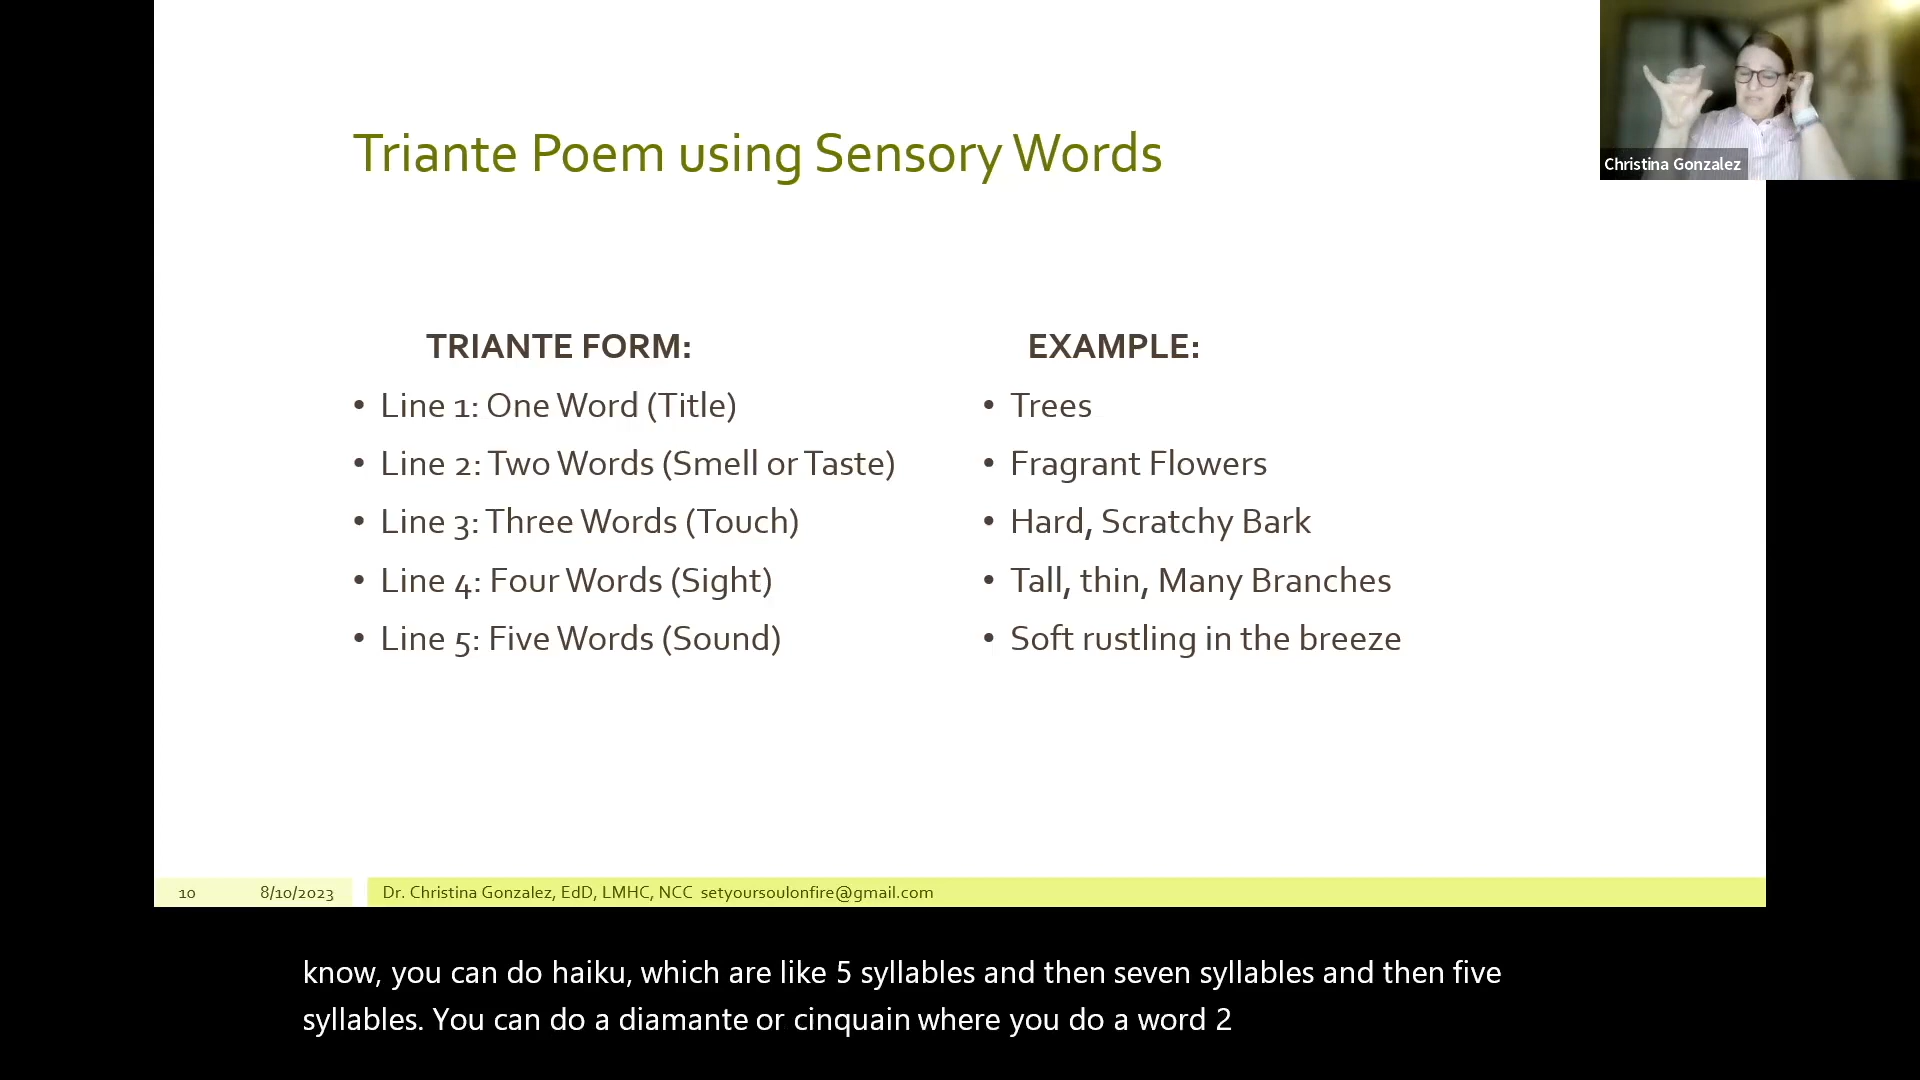 Triante Poem using Sensory Words
Christina Gonzalez
TRIANTE FORM:
• Line 1: One Word (Title)
• Line 2: Two Words (Smell or Taste)
• Line 3: Three Words (Touch)
• Line 4: Four Words (Sight)
• Line 5: Five Words (Sound)
EXAMPLE:
• Trees
• Fragrant Flowers
• Hard, Scratchy Bark
• Tall, thin, Many Branches
• Soft rustling in the breeze
10 8/10/2023 Dr. Christina Gonzalez, EdD, LMHC, NCC setyoursoulonfire@gmail.com
know, you can do haiku, which are like 5 syllables and then seven syllables and then five
syllables. You can do a diamante or cinquain where you do a word 2